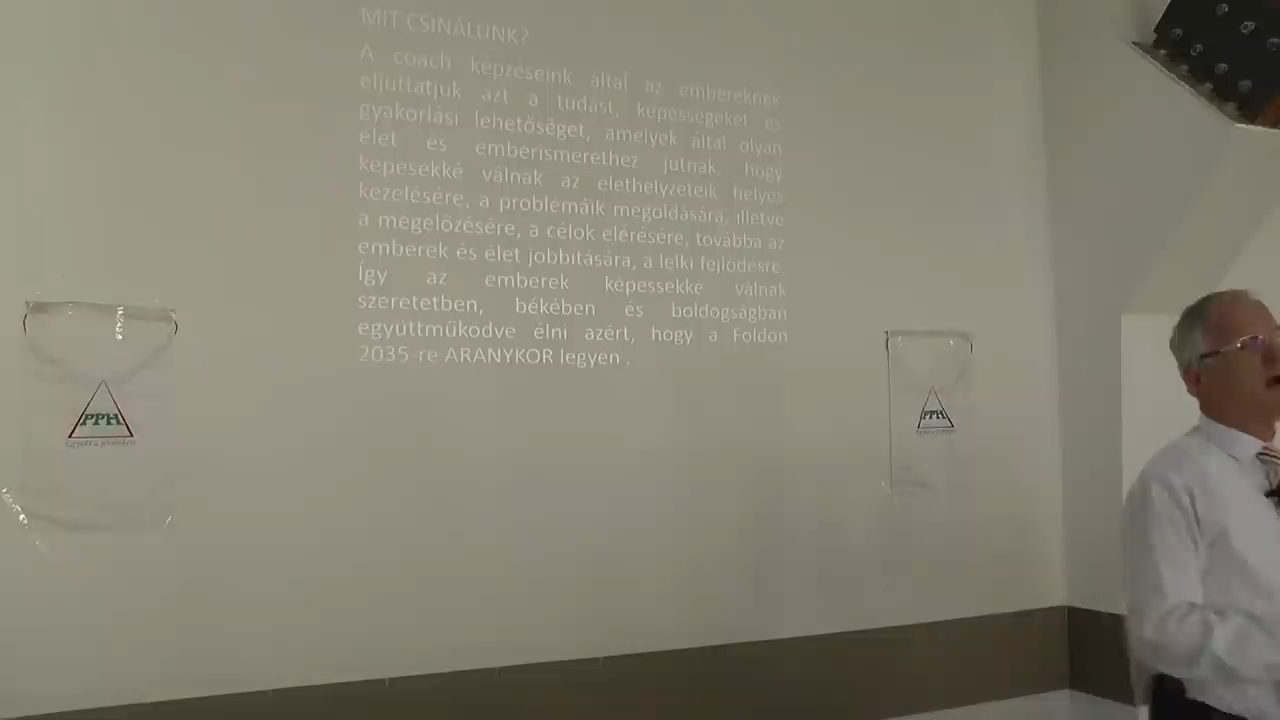 MIT CSINÁLUNK?
A coach képzéseink által az embereknek
eljuttatjuk azt a tudást, képességeket és
gyakorlási lehetőséget, amelyek által olyan
élet és emberismerethez jutnak hogy
képesekké válnak az élethelyzeteik helyes
kezelésére, a problémáik megoldására, illetve
a megelőzésére, a célok elérésére, továbba az
emberek és élet jobbítására, a lelki fejlődésre.
Így az emberek képessekké válnak
szeretetben, békében és boldogságban
együttműködve élni azért, hogy a Földön
2035-re ARANYKOR legyen .
PPH
Együtt a
PPH